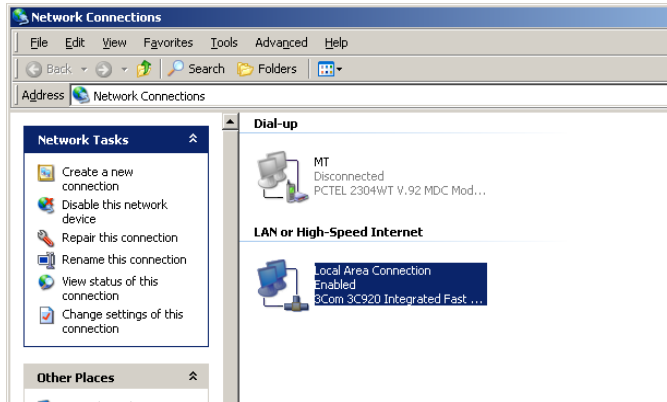 Network Connections
File Edit View Favorites Tools Advanced Help
Back Search Folders
Address Network Connections
Network Tasks
Create a new
connection
Disable this network
device
Repair this connection
Rename this connection
View status of this
connection
Change settings of this
connection
Other Places
Dial-up
MT
Disconnected
PCTEL 2304WT V.92 MDC Mod...
LAN or High-Speed Internet
Local Area Connection
Enabled
3Com 3C920 Integrated Fast ...